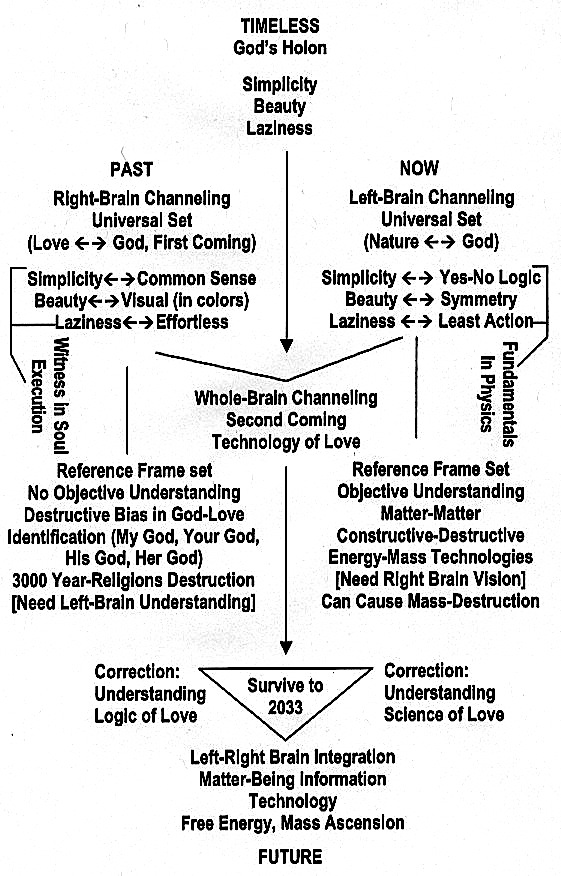 TIMELESS
God's Holon
Simplicity
Beauty
Laziness
PAST
Right-Brain Channeling
Universal Set
(Love ←→ God, First Coming)
Simplicity←→Common Sense
Beauty←→Visual (in colors)
Laziness←→Effortless
Witness in Soul
Execution
NOW
Left-Brain Channeling
Universal Set
(Nature ←→ God)
Simplicity ←→ Yes-No Logic
Beauty ←→ Symmetry
Laziness ←→ Least Action
Fundamentals
In Physics
Whole-Brain Channeling
Second Coming
Technology of Love
Reference Frame set
No Objective Understanding
Destructive Bias in God-Love
Identification (My God, Your God,
His God, Her God)
3000 Year-Religions Destruction
[Need Left-Brain Understanding]
Reference Frame Set
Objective Understanding
Matter-Matter
Constructive-Destructive
Energy-Mass Technologies
[Need Right Brain Vision]
Can Cause Mass-Destruction
Correction:
Understanding
Logic of Love
Survive to
2033
Correction:
Understanding
Science of Love
Left-Right Brain Integration
Matter-Being Information
Technology
Free Energy, Mass Ascension
FUTURE